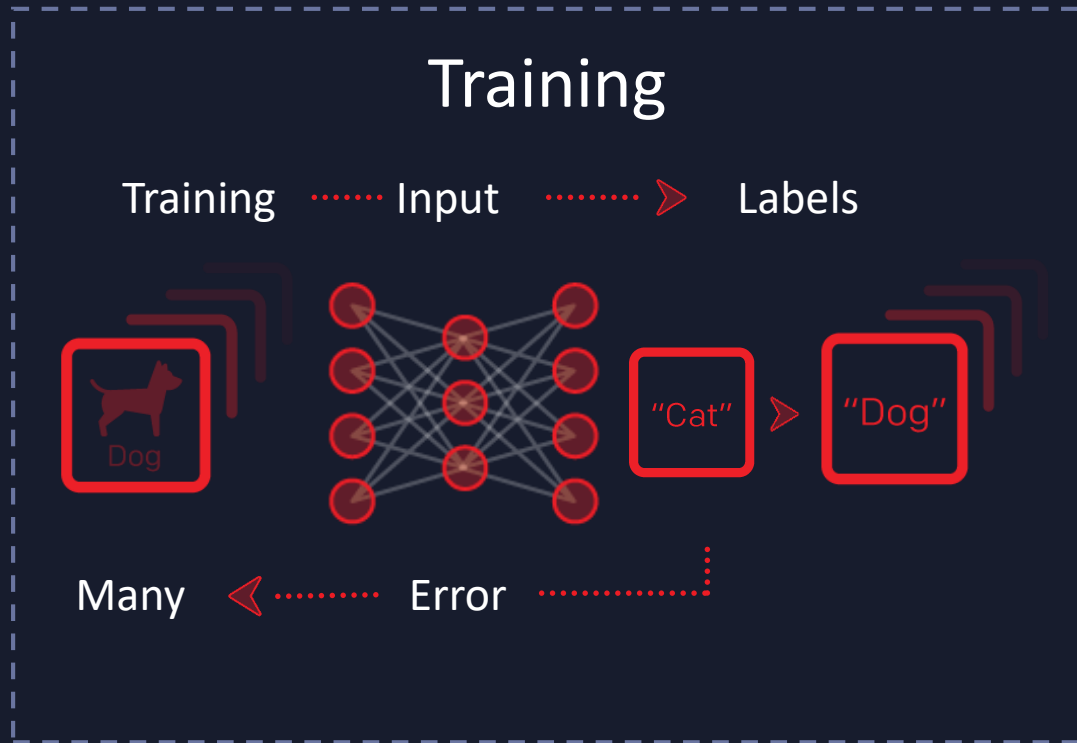 Training
Training Input Labels
Dog
“Cat”
“Dog”
Many Error